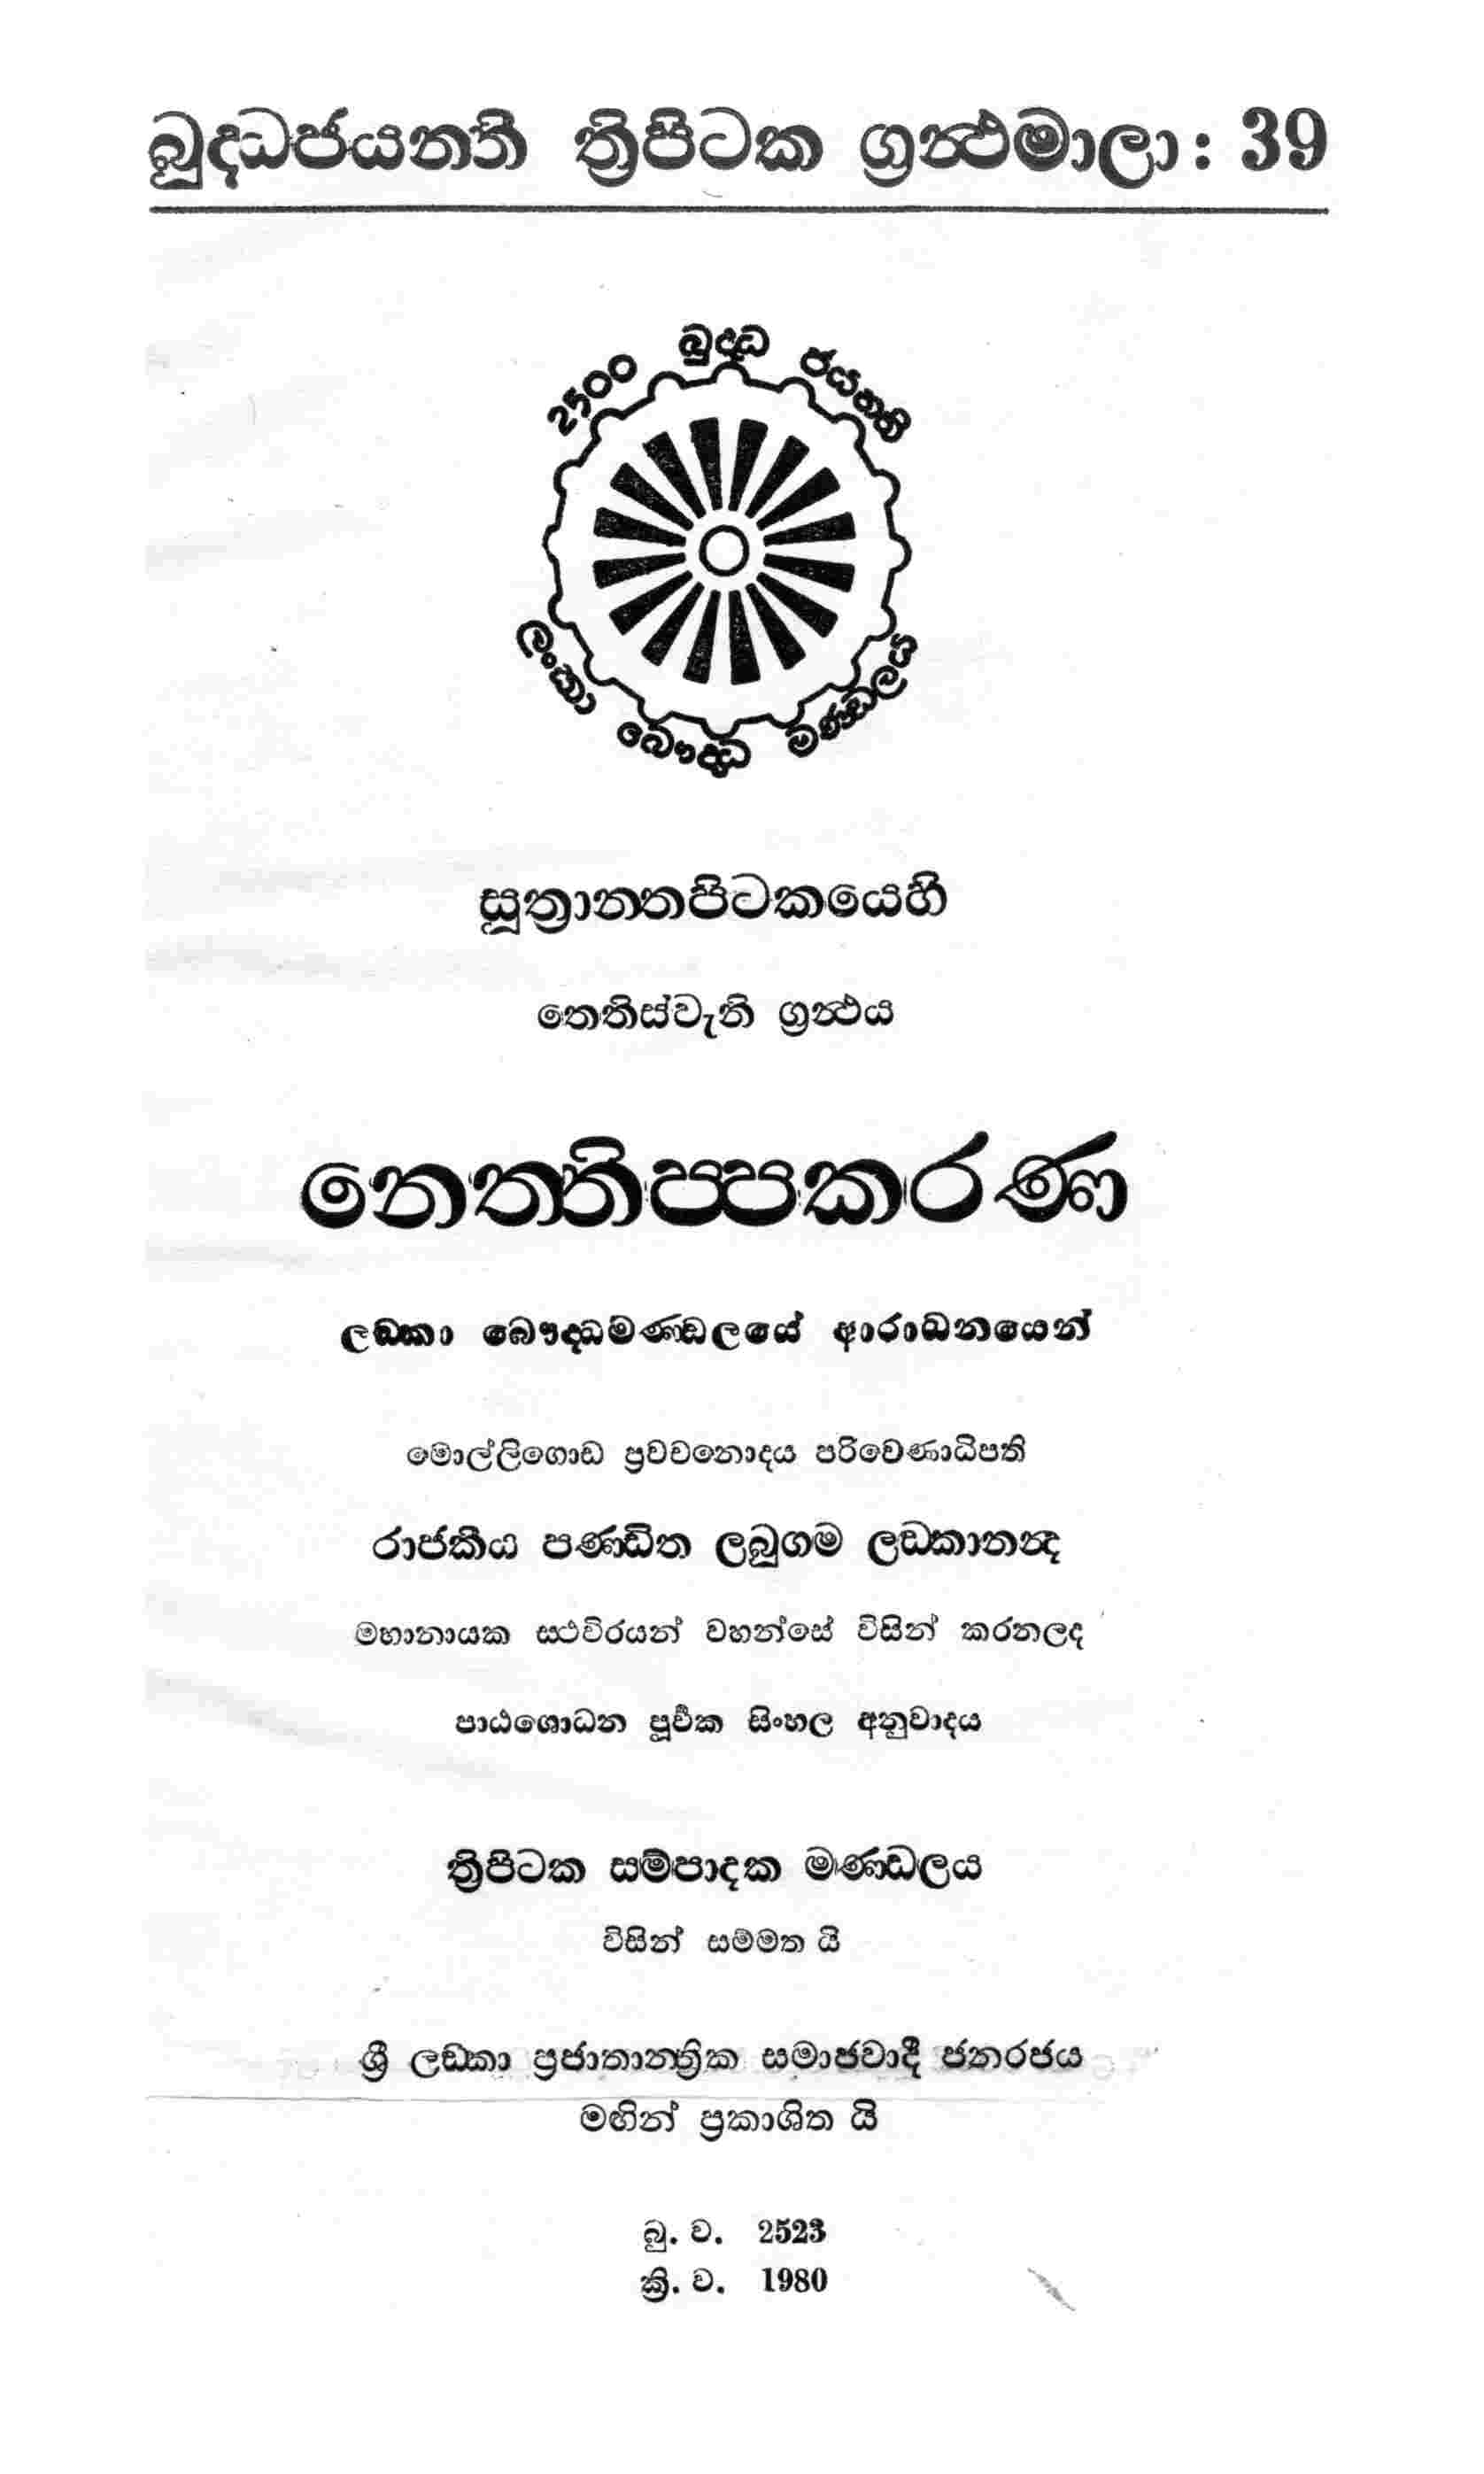 බුද්ධජයන්ති ත්‍රිපිටක ග්‍රන්ථමාලා : 39
2500 බුද්ධ ජයන්ති
ලංකා බෞද්ධ මණ්ඩලය
සූත්‍රාන්තපිටකයෙහි
තෙතිස්වැනි ග්‍රන්ථය
නෙත්තිප්පකරණ
ලඞ්කා බෞද්ධමණ්ඩලයේ ආරාධනයෙන්
මොල්ලිගොඩ ප්‍රවචනොදය පරිවෙණාධිපති
රාජකීය පණ්ඩිත ලබුගම ලඞ්කානන්ද
මහානායක ස්ථවිරයන් වහන්සේ විසින් කරනලද
පාඨශොධන පූර්‍වක සිංහල අනුවාදය
ත්‍රිපිටක සම්පාදක මණ්ඩලය
විසින් සම්මත යි
ශ්‍රී ලඞ්කා ප්‍රජාතාන්ත්‍රික සමාජවාදී ජනරජය
මඟින් ප්‍රකාශිත යි
බු. ව. 2523
ක්‍රි. ව. 1980